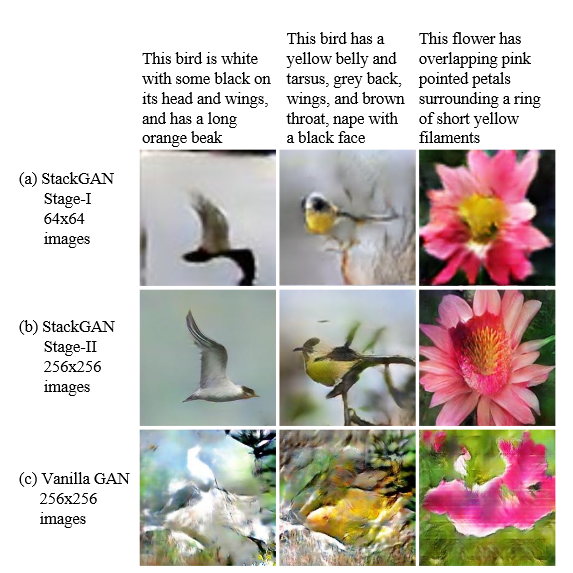 This bird is white
with some black on
its head and wings,
and has a long
orange beak
This bird has a
yellow belly and
tarsus, grey back,
wings, and brown
throat, nape with
a black face
This flower has
overlapping pink
pointed petals
surrounding a ring
of short yellow
filaments
(a) StackGAN
Stage-I
64x64
images
(b) StackGAN
Stage-II
256x256
images
(c) Vanilla GAN
256x256
images